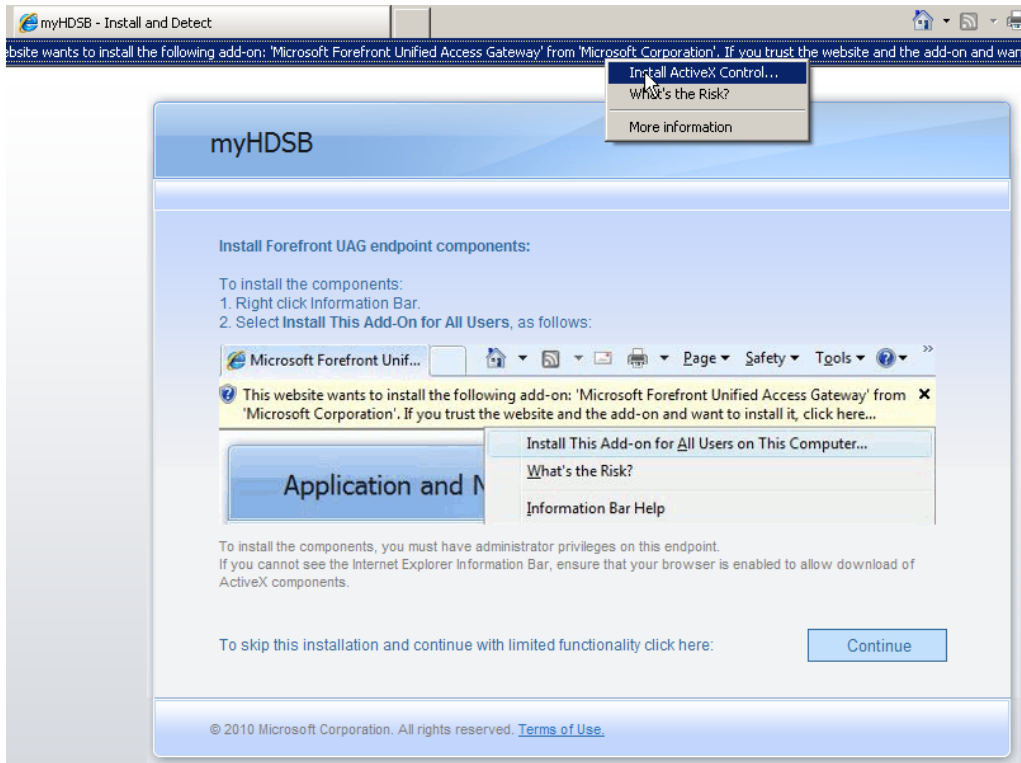 myHDSB - Install and Detect
ebsite wants to install the following add-on: 'Microsoft Forefront Unified Access Gateway' from 'Microsoft Corporation'. If you trust the website and the add-on and wan
Install ActiveX Control...
What's the Risk?
More information
myHDSB
Install Forefront UAG endpoint components:
To install the components:
1. Right click Information Bar.
2. Select Install This Add-On for All Users, as follows:
Microsoft Forefront Unif...
Page Safety Tools
This website wants to install the following add-on: 'Microsoft Forefront Unified Access Gateway' from
'Microsoft Corporation'. If you trust the website and the add-on and want to install it, click here...
Install This Add-on for All Users on This Computer...
Application and N
What's the Risk?
Information Bar Help
To install the components, you must have administrator privileges on this endpoint.
If you cannot see the Internet Explorer Information Bar, ensure that your browser is enabled to allow download of
ActiveX components.
To skip this installation and continue with limited functionality click here:
Continue
© 2010 Microsoft Corporation. All rights reserved. Terms of Use.